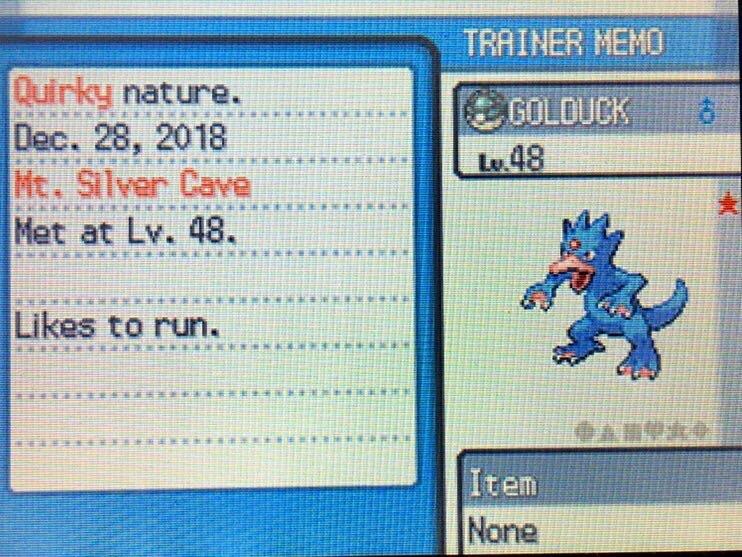 TRAINER MEMO
Quirky nature.
Dec. 28, 2018
Mt. Silver Cave
Met at Lv. 48.
Likes to run.
GOLDUCK ♂
Lv.48
Item
None